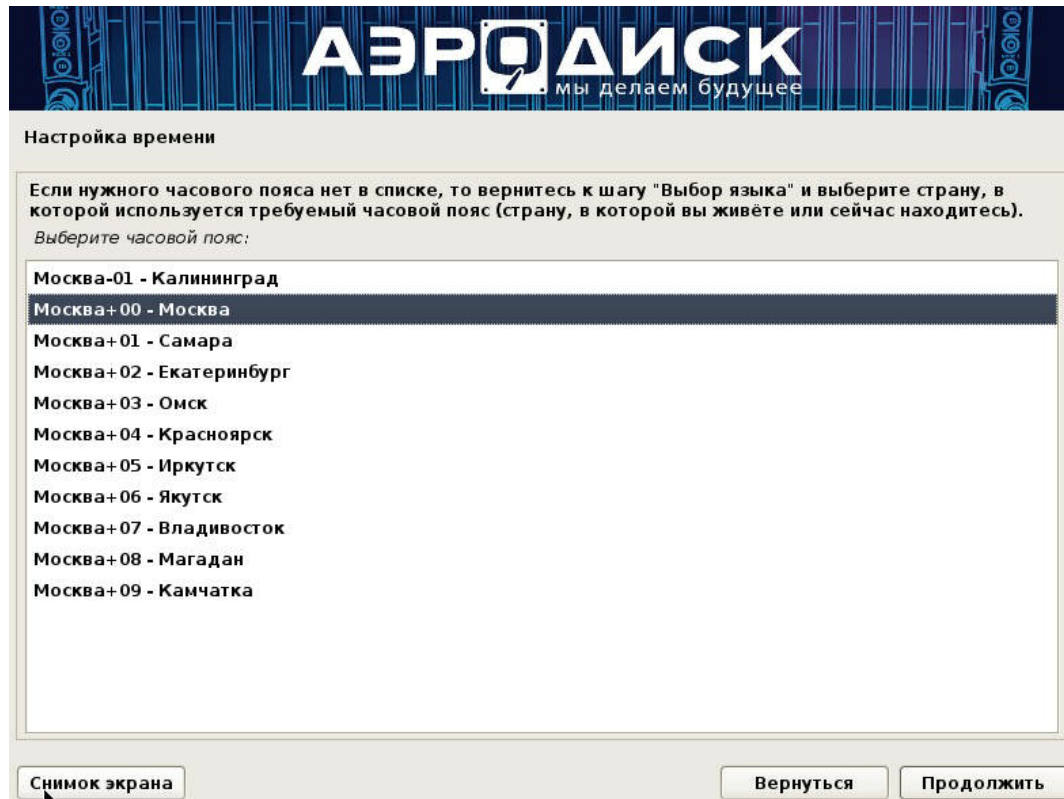 АЭРОДИСК
мы делаем будущее
Настройка времени
Если нужного часового пояса нет в списке, то вернитесь к шагу "Выбор языка" и выберите страну, в
которой используется требуемый часовой пояс (страну, в которой вы живёте или сейчас находитесь).
Выберите часовой пояс:
Москва-01 - Калининград
Москва+00 - Москва
Москва+01 - Самара
Москва+02 - Екатеринбург
Москва+03 - Омск
Москва+04 - Красноярск
Москва+05 - Иркутск
Москва+06 - Якутск
Москва+07 - Владивосток
Москва+08 - Магадан
Москва+09 - Камчатка
Снимок экрана
Вернуться
Продолжить